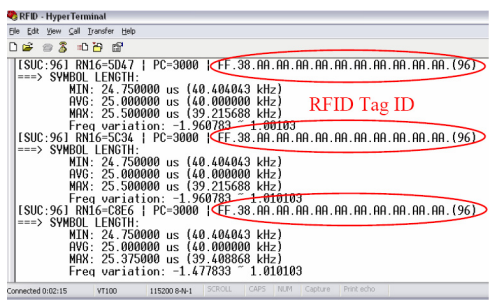 RFID - HyperTerminal
File Edit View Call Transfer Help
[SUC:96] RN16=5D47 | PC=3000 | FF.38.AA.AA.AA.AA.AA.AA.AA.AA.AA.AA.(96)
===> SYMBOL LENGTH:
MIN: 24.750000 us (40.404043 kHz)
AVG: 25.000000 us (40.000000 kHz)
MAX: 25.500000 us (39.215688 kHz)
Freq variation: -1.960783 ~ 1.010103
RFID Tag ID
[SUC:96] RN16=5C34 | PC=3000 | FF.38.AA.AA.AA.AA.AA.AA.AA.AA.AA.AA.(96)
===> SYMBOL LENGTH:
MIN: 24.750000 us (40.404043 kHz)
AVG: 25.000000 us (40.000000 kHz)
MAX: 25.500000 us (39.215688 kHz)
Freq variation: -1.960783 ~ 1.010103
[SUC:96] RN16=C8E6 | PC=3000 | FF.38.AA.AA.AA.AA.AA.AA.AA.AA.AA.AA.(96)
===> SYMBOL LENGTH:
MIN: 24.750000 us (40.404043 kHz)
AVG: 25.000000 us (40.000000 kHz)
MAX: 25.375000 us (39.408868 kHz)
Freq variation: -1.477833 ~ 1.010103
Connected 0:02:15 VT100 115200 8-N-1 SCROLL CAPS NUM Capture Print echo